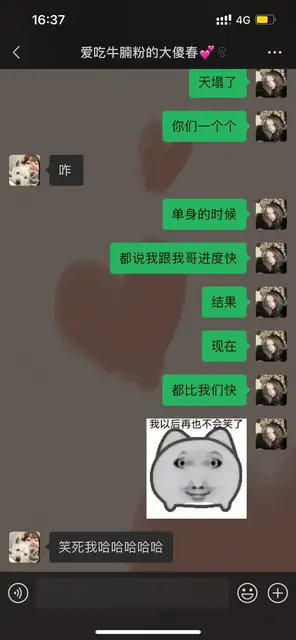 16:37
4G
爱吃牛腩粉的大傻春💕
天塌了
你们一个个
咋
单身的时候
都说我跟我哥进度快
结果
现在
都比我们快
我以后再也不会笑了
笑死我哈哈哈哈哈